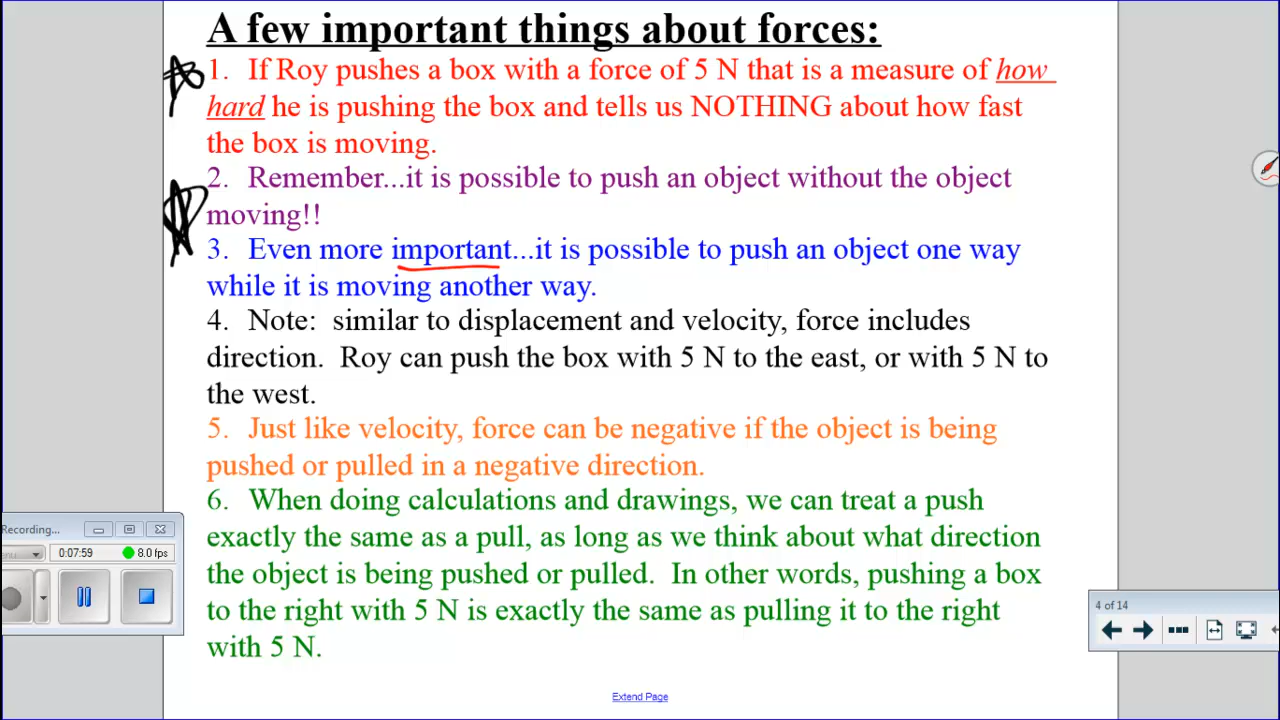 A few important things about forces:
1. If Roy pushes a box with a force of 5 N that is a measure of how
hard he is pushing the box and tells us NOTHING about how fast
the box is moving.
2. Remember...it is possible to push an object without the object
moving!!
3. Even more important...it is possible to push an object one way
while it is moving another way.
4. Note: similar to displacement and velocity, force includes
direction. Roy can push the box with 5 N to the east, or with 5 N to
the west.
5. Just like velocity, force can be negative if the object is being
pushed or pulled in a negative direction.
6. When doing calculations and drawings, we can treat a push
exactly the same as a pull, as long as we think about what direction
the object is being pushed or pulled. In other words, pushing a box
to the right with 5 N is exactly the same as pulling it to the right
with 5 N.
Recording...
0:07:59 8.0 fps
4 of 14
Extend Page